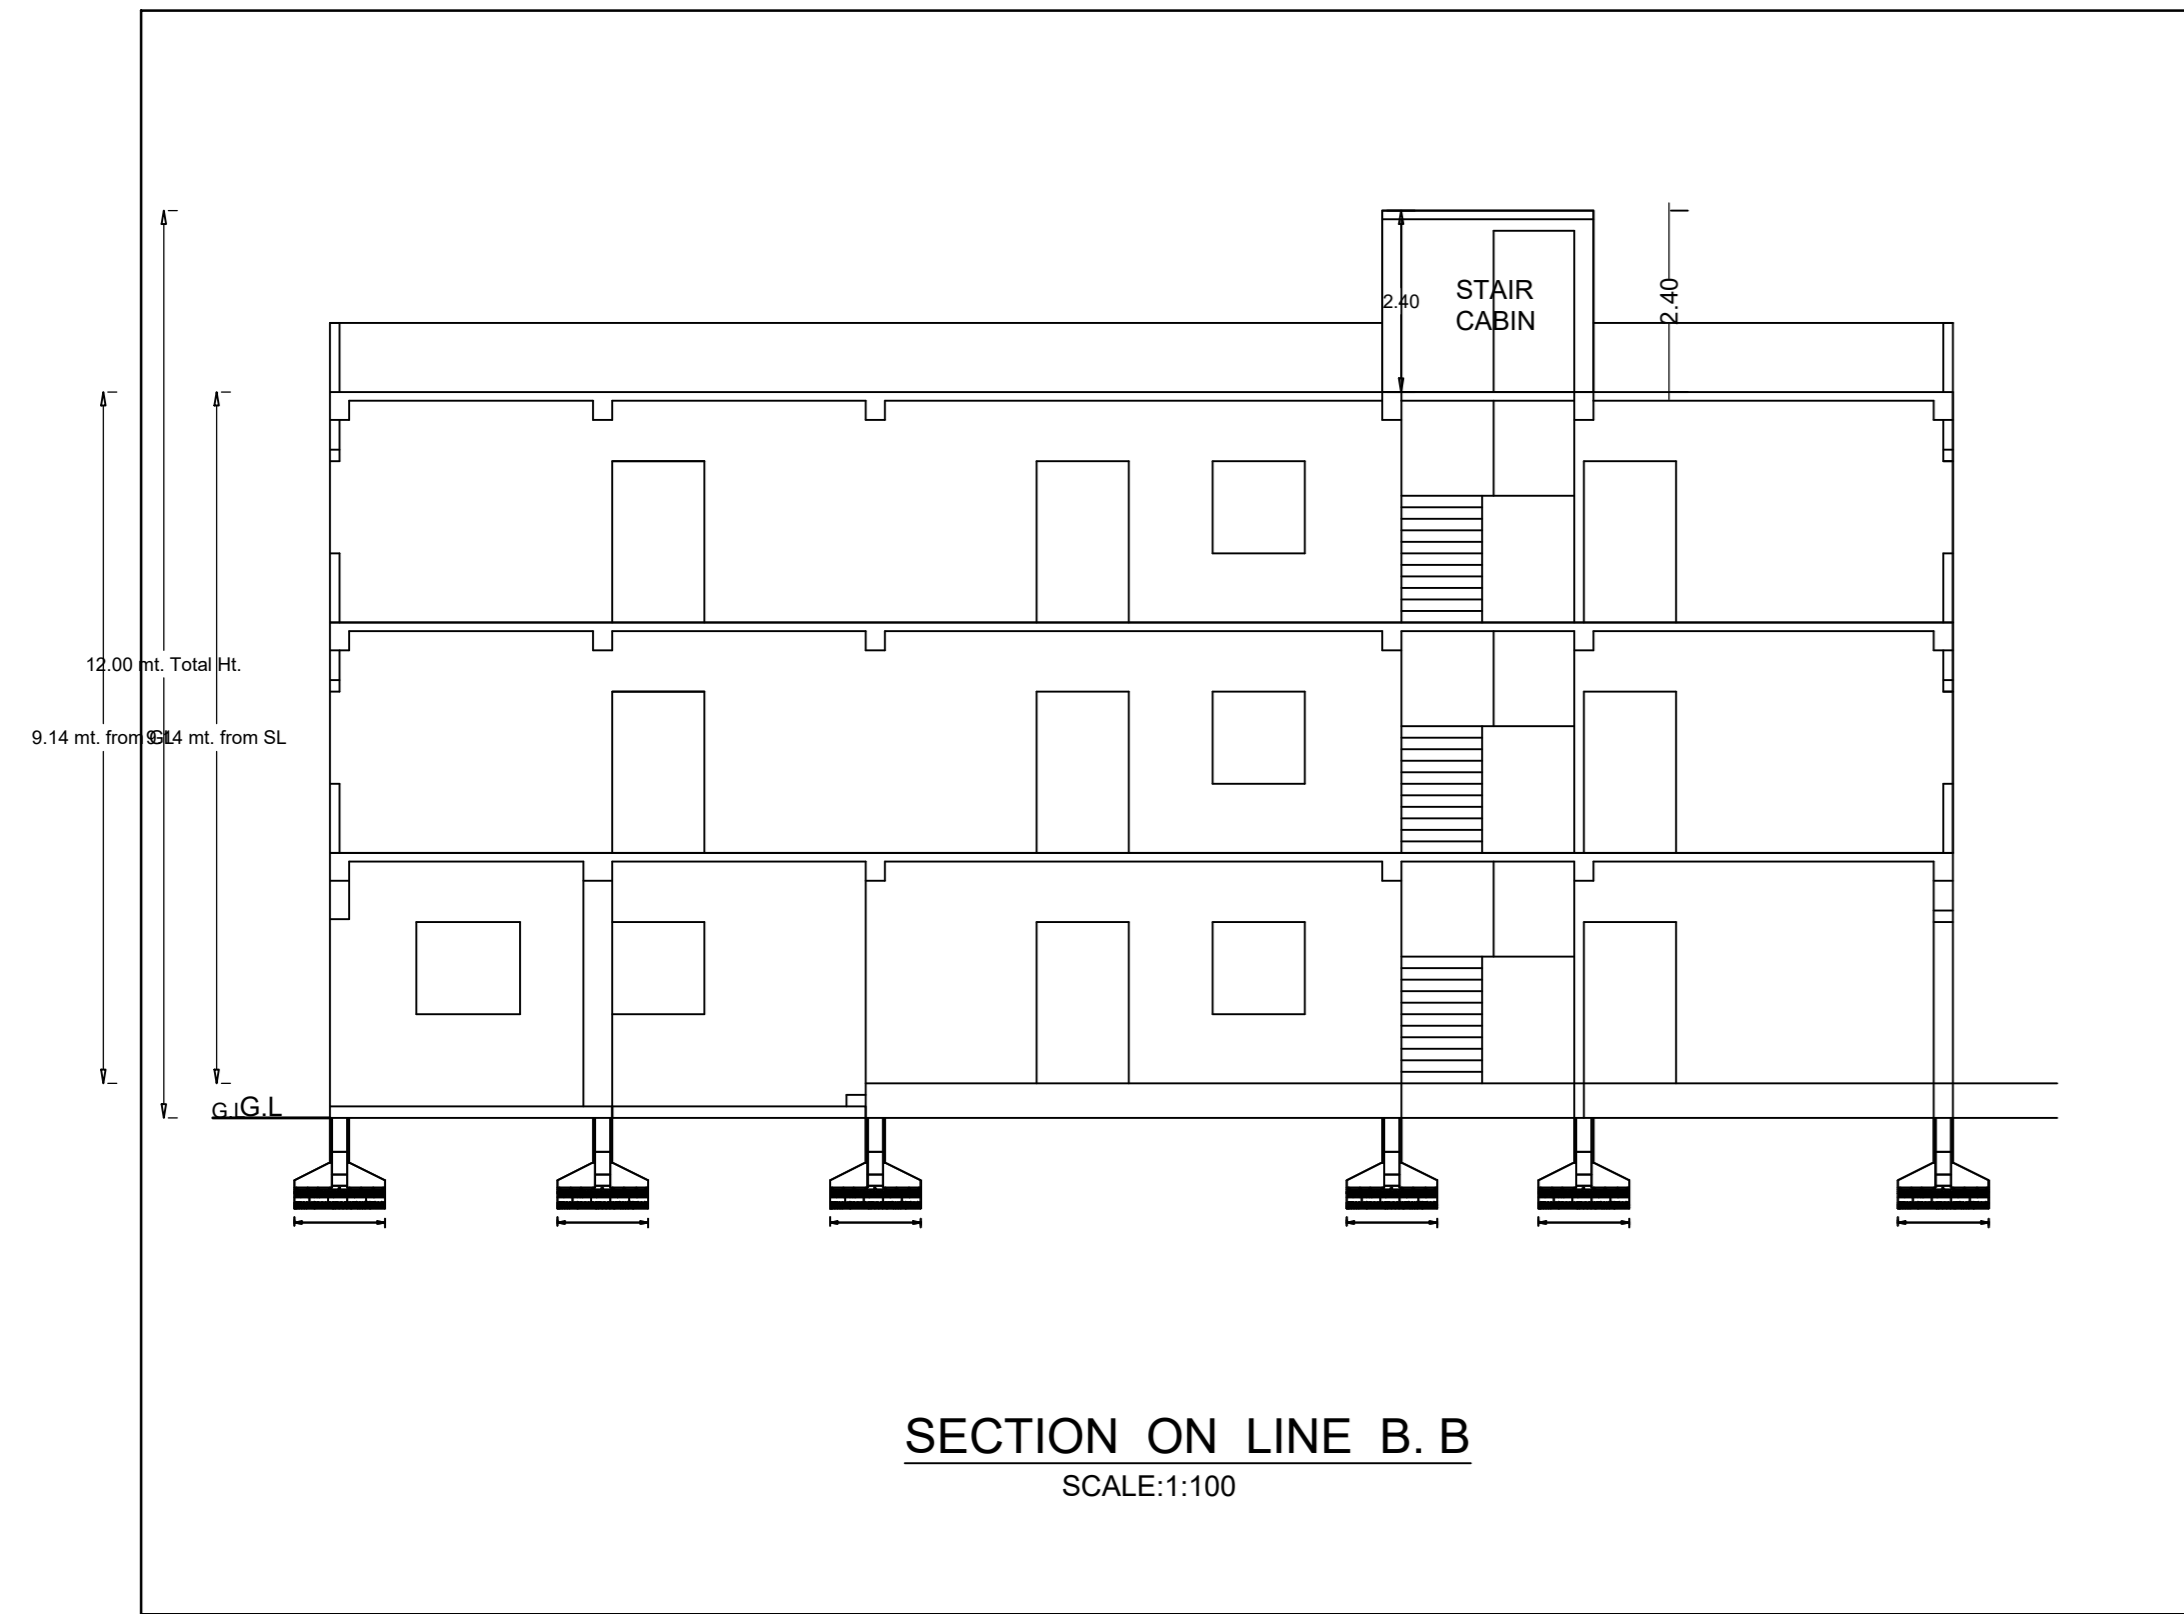 STAIR
CABIN
2.40
2.40
12.00 mt. Total Ht.
9.14 mt. from GL
9.14 mt. from SL
G.L
G.L
SECTION ON LINE B. B
SCALE:1:100